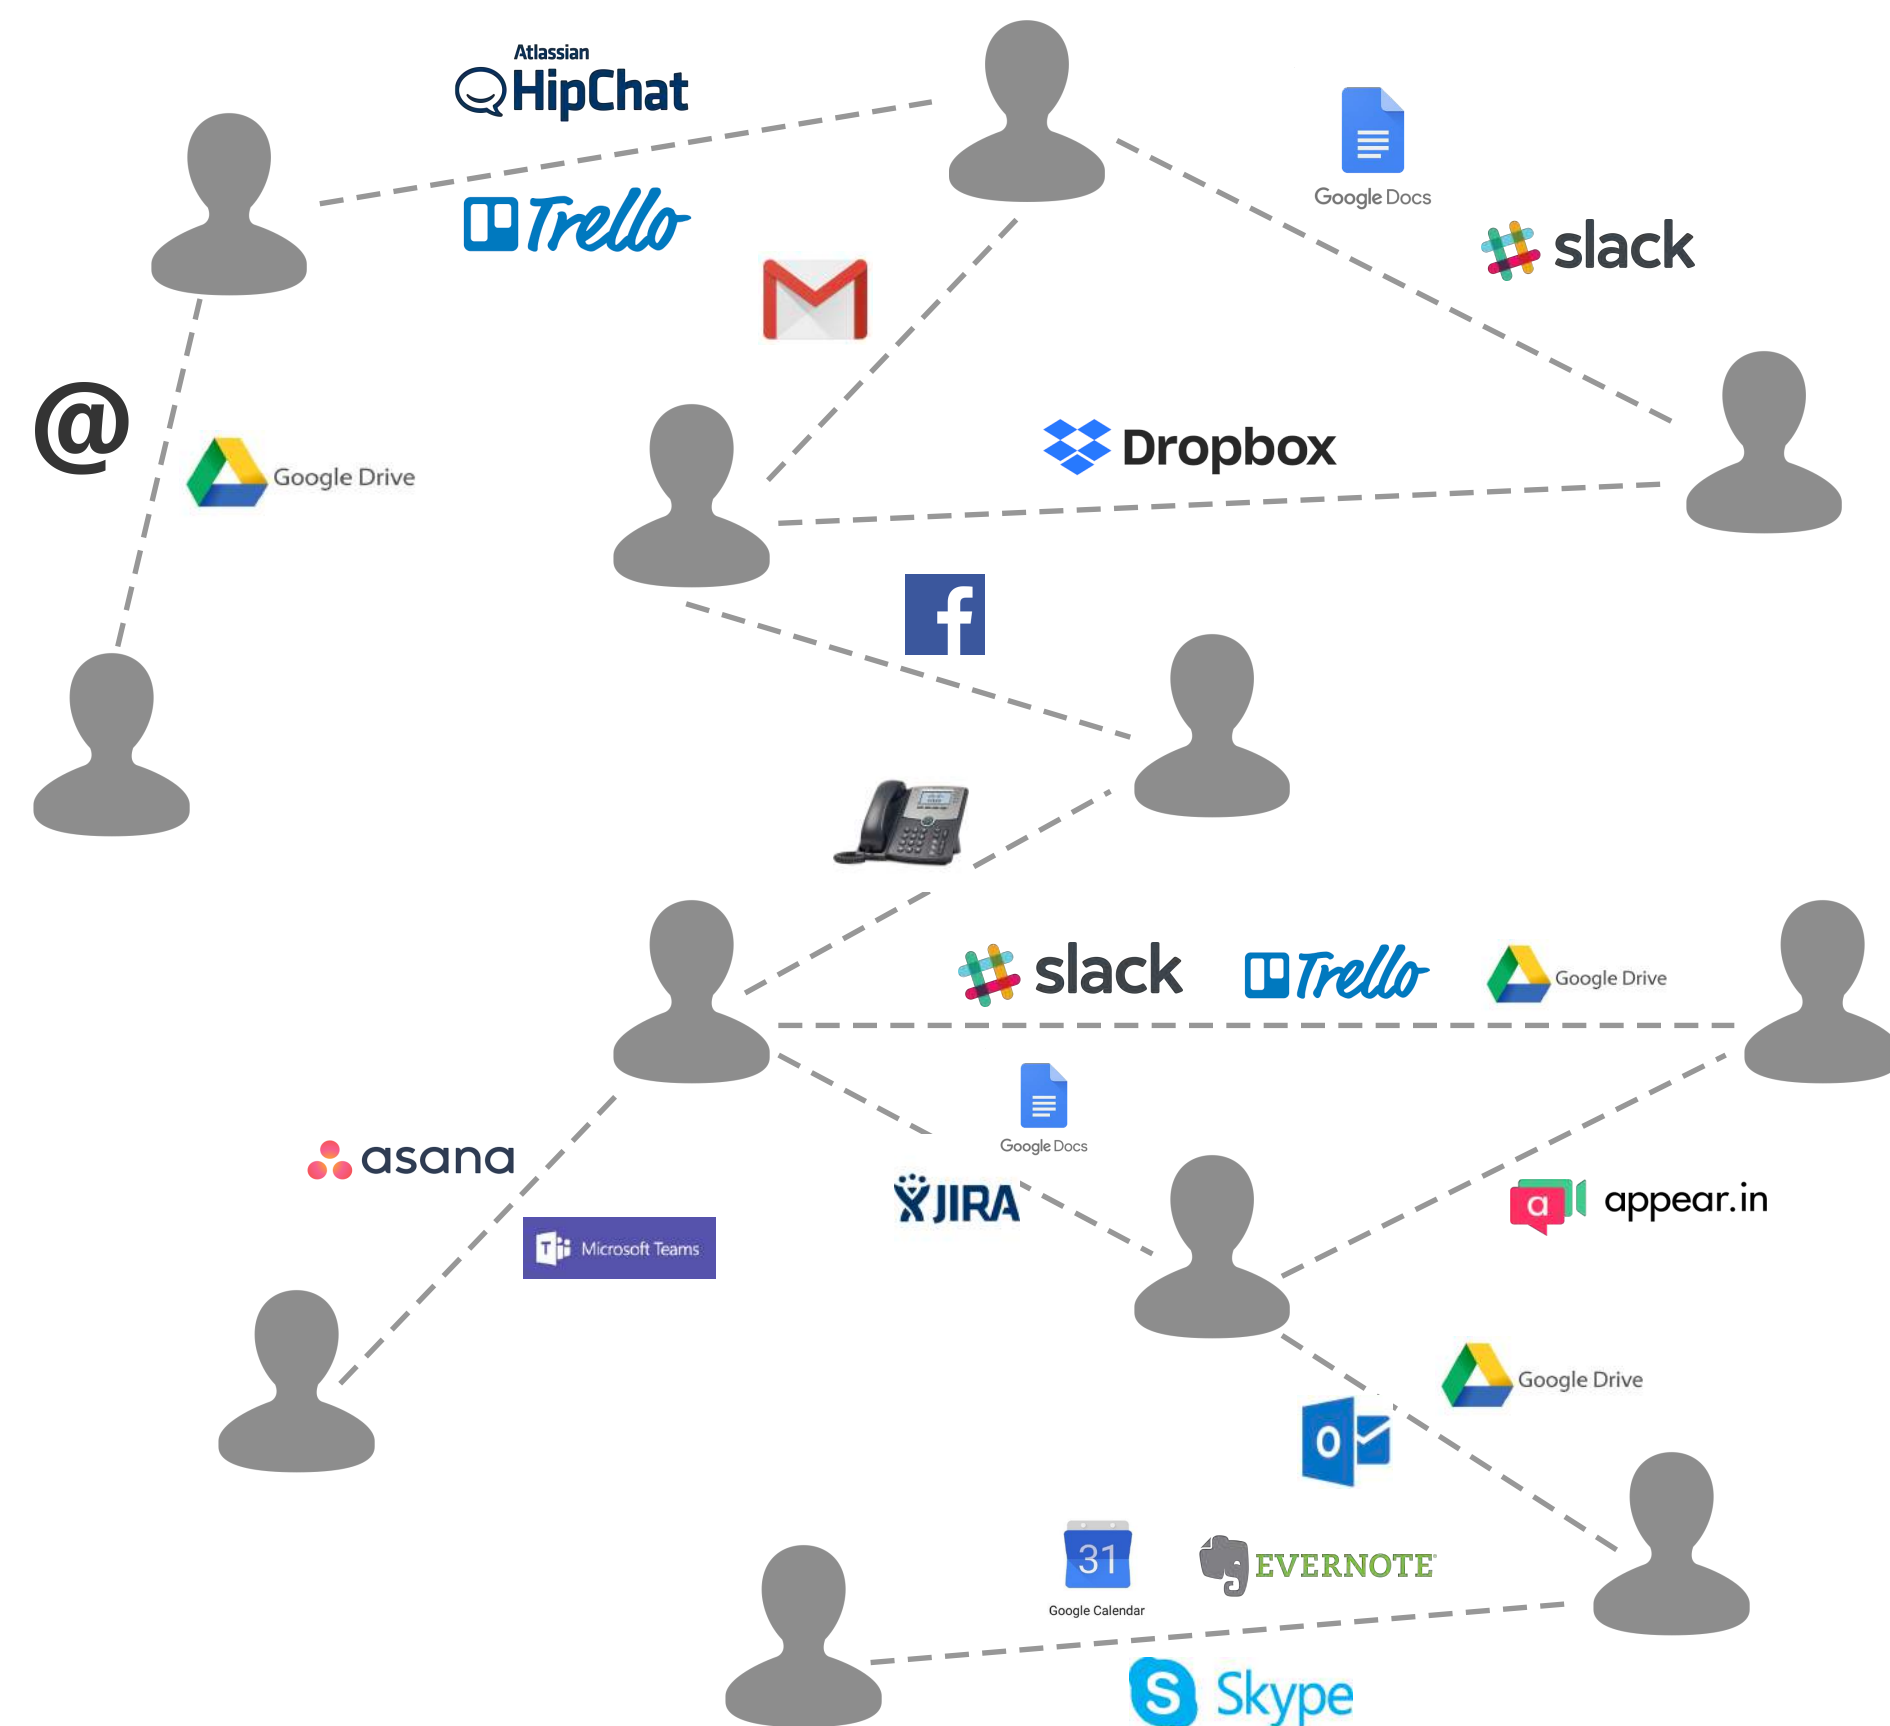 Atlassian
HipChat
Trello
Google Docs
slack
@
Google Drive
Dropbox
f
slack
Trello
Google Drive
Google Docs
asana
JIRA
a appear.in
Microsoft Teams
Google Drive
31
EVERNOTE
Google Calendar
S Skype